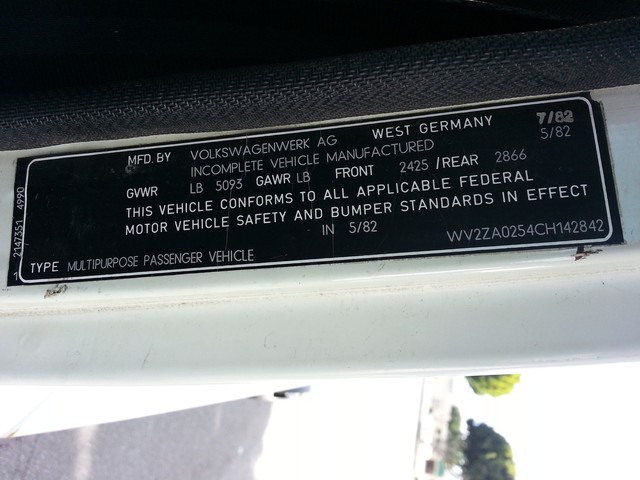 MFD. BY VOLKSWAGENWERK AG WEST GERMANY 7/82
INCOMPLETE VEHICLE MANUFACTURED 5/82
GVWR LB 5093 GAWR LB FRONT 2425 / REAR 2866
THIS VEHICLE CONFORMS TO ALL APPLICABLE FEDERAL
MOTOR VEHICLE SAFETY AND BUMPER STANDARDS IN EFFECT
IN 5/82 WV2ZA0254CH142842
TYPE MULTIPURPOSE PASSENGER VEHICLE
1 2147351 4990